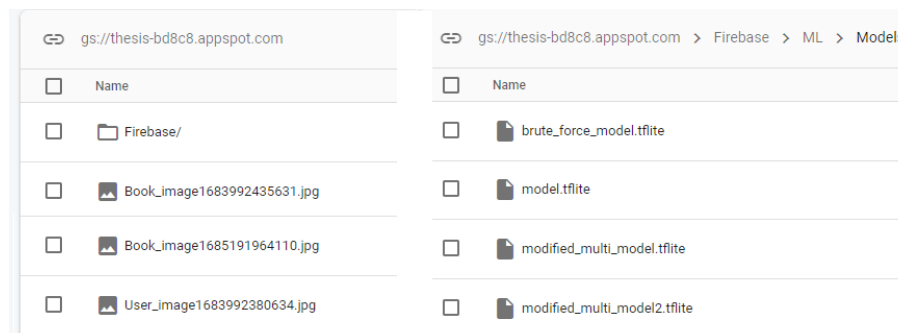 gs://thesis-bd8c8.appspot.com
Name
Firebase/
Book_image1683992435631.jpg
Book_image1685191964110.jpg
User_image1683992380634.jpg
gs://thesis-bd8c8.appspot.com > Firebase > ML > Models
Name
brute_force_model.tflite
model.tflite
modified_multi_model.tflite
modified_multi_model2.tflite